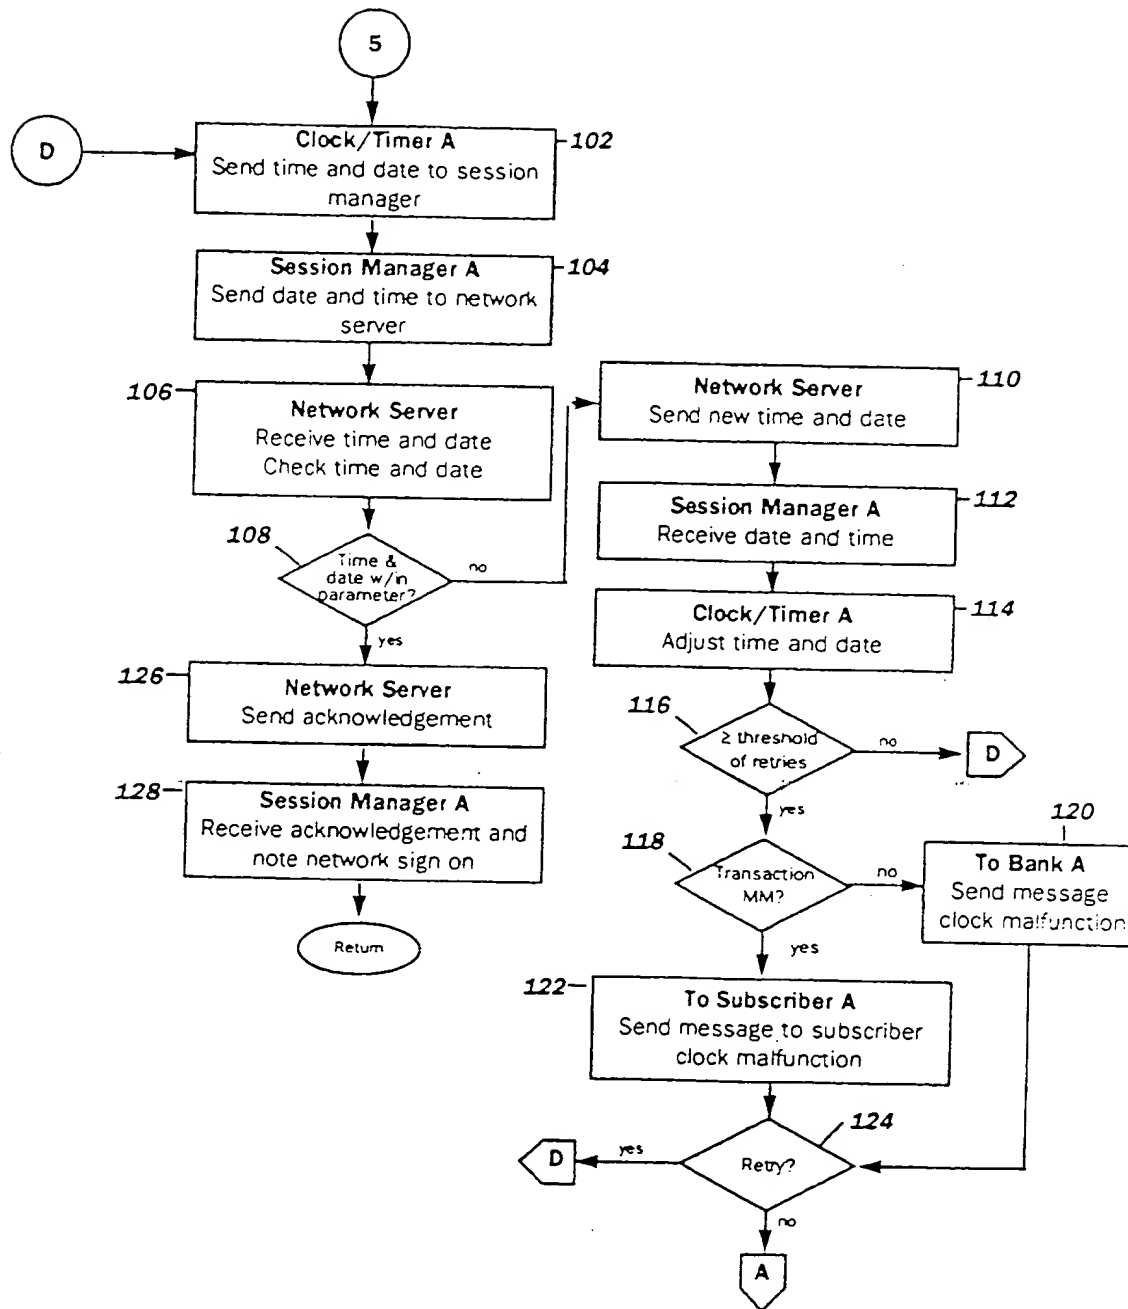 5
D
Clock/Timer A
102
Send time and date to session
manager
Session Manager A
104
Send date and time to network
server
106
Network Server
Receive time and date
Check time and date
108
Time &
date w/in
parameter?
no
yes
126
Network Server
Send acknowledgement
128
Session Manager A
Receive acknowledgement and
note network sign on
Return
Network Server
110
Send new time and date
Session Manager A
112
Receive date and time
Clock/Timer A
114
Adjust time and date
116
≥ threshold
of retries
no
D
yes
118
Transaction
MM?
no
120
To Bank A
Send message
clock malfunction
yes
122
To Subscriber A
Send message to subscriber
clock malfunction
124
Retry?
yes
D
no
A